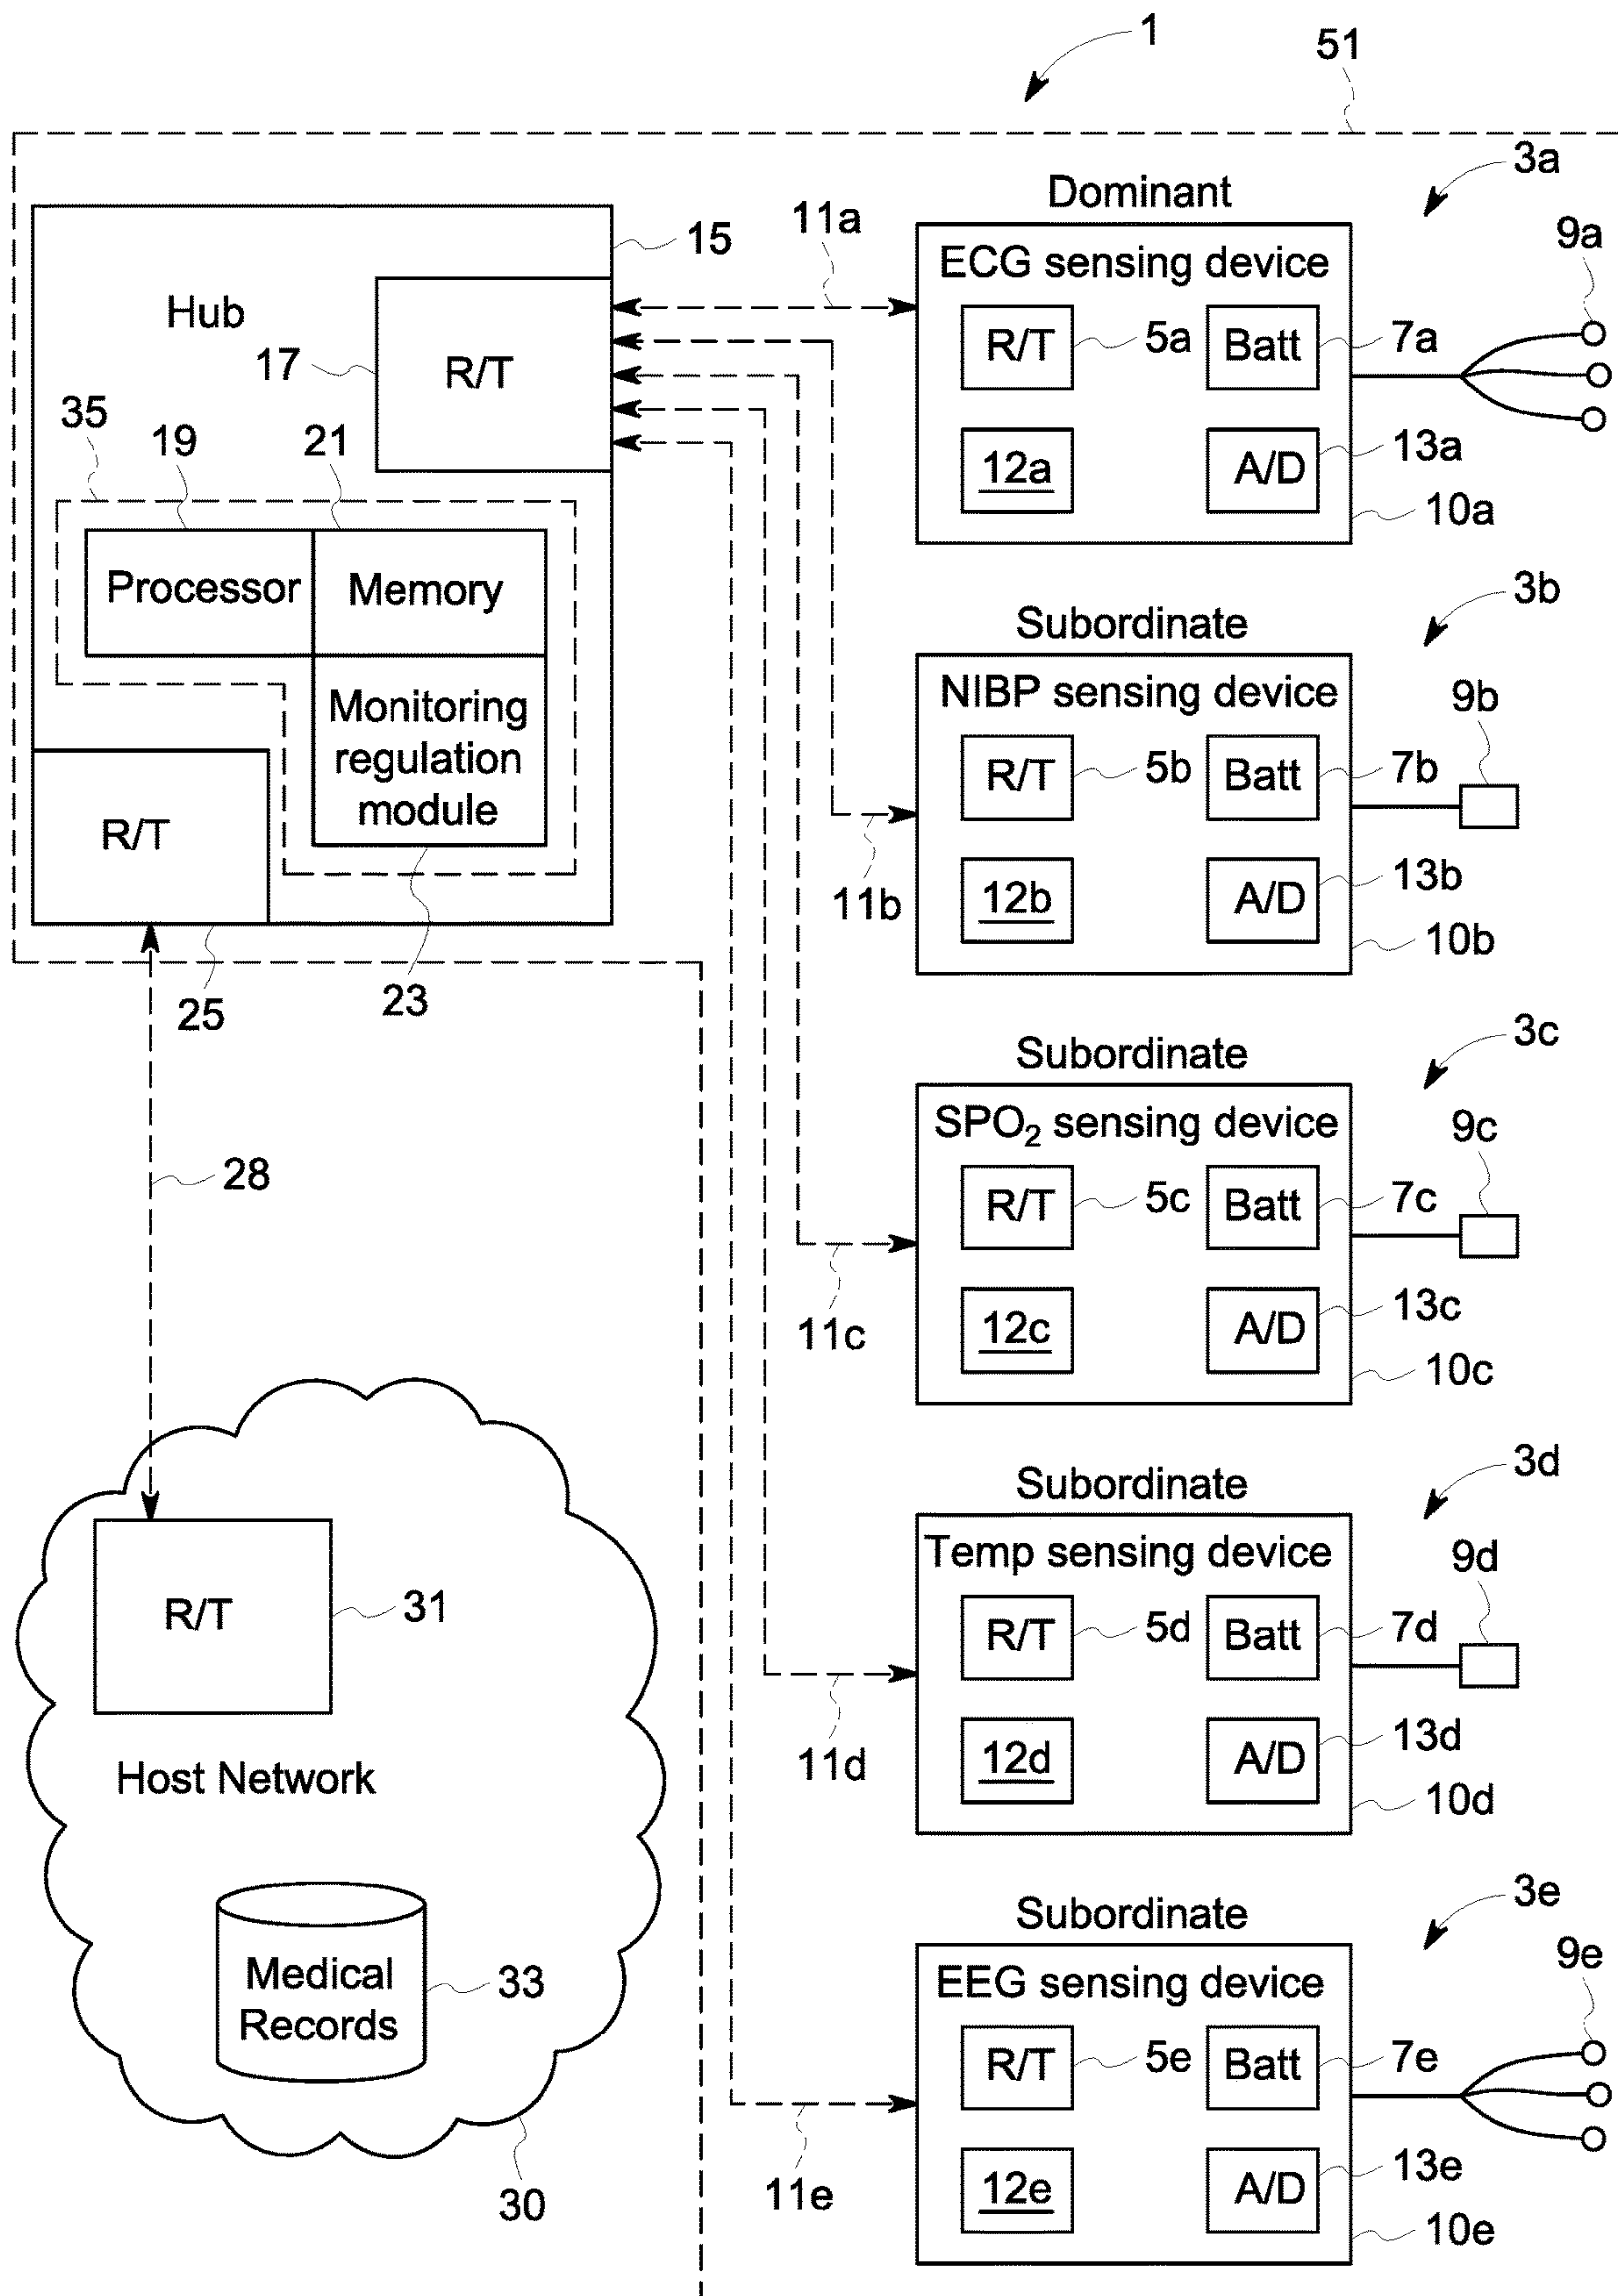 1
51
3a
Dominant
11a
15
9a
ECG sensing device
Hub
R/T
5a
Batt
7a
17
R/T
35
19
21
12a
A/D
13a
10a
Processor
Memory
3b
Subordinate
NIBP sensing device
9b
Monitoring
regulation
module
R/T
5b
Batt
7b
R/T
12b
A/D
13b
11b
10b
25
23
3c
Subordinate
SPO₂ sensing device
9c
28
R/T
5c
Batt
7c
12c
A/D
13c
11c
10c
3d
Subordinate
Temp sensing device
9d
R/T
31
R/T
5d
Batt
7d
12d
A/D
13d
11d
Host Network
10d
3e
Subordinate
9e
EEG sensing device
Medical
Records
33
R/T
5e
Batt
7e
12e
A/D
13e
11e
30
10e